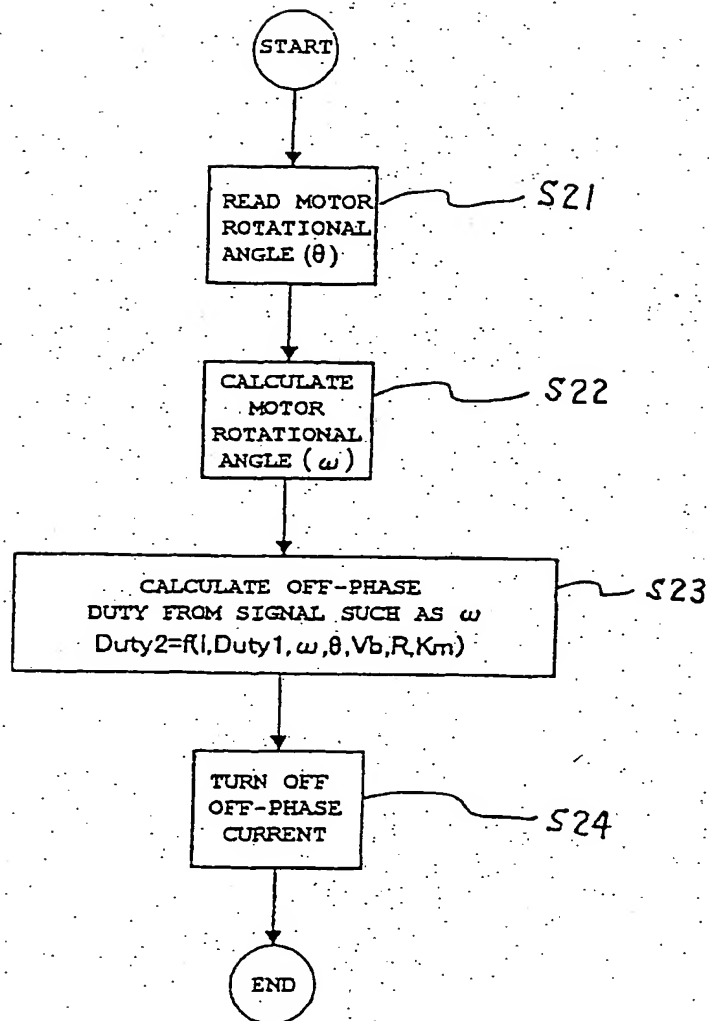 START
READ MOTOR
ROTATIONAL
ANGLE (θ)
S21
CALCULATE
MOTOR
ROTATIONAL
ANGLE (ω)
S22
CALCULATE OFF-PHASE
DUTY FROM SIGNAL SUCH AS ω
Duty2=f(i,Duty1,ω,θ,Vb,R,Km)
S23
TURN OFF
OFF-PHASE
CURRENT
S24
END